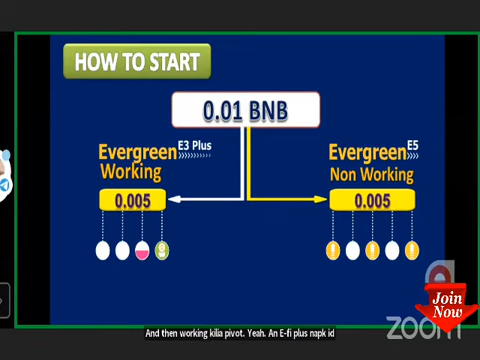 HOW TO START
0.01 BNB
Evergreen E3 Plus
Working
0.005
Evergreen E5
Non Working
0.005
Join
Now
zoom
And then working kilia pivot. Yeah. An E-fi plus napk id